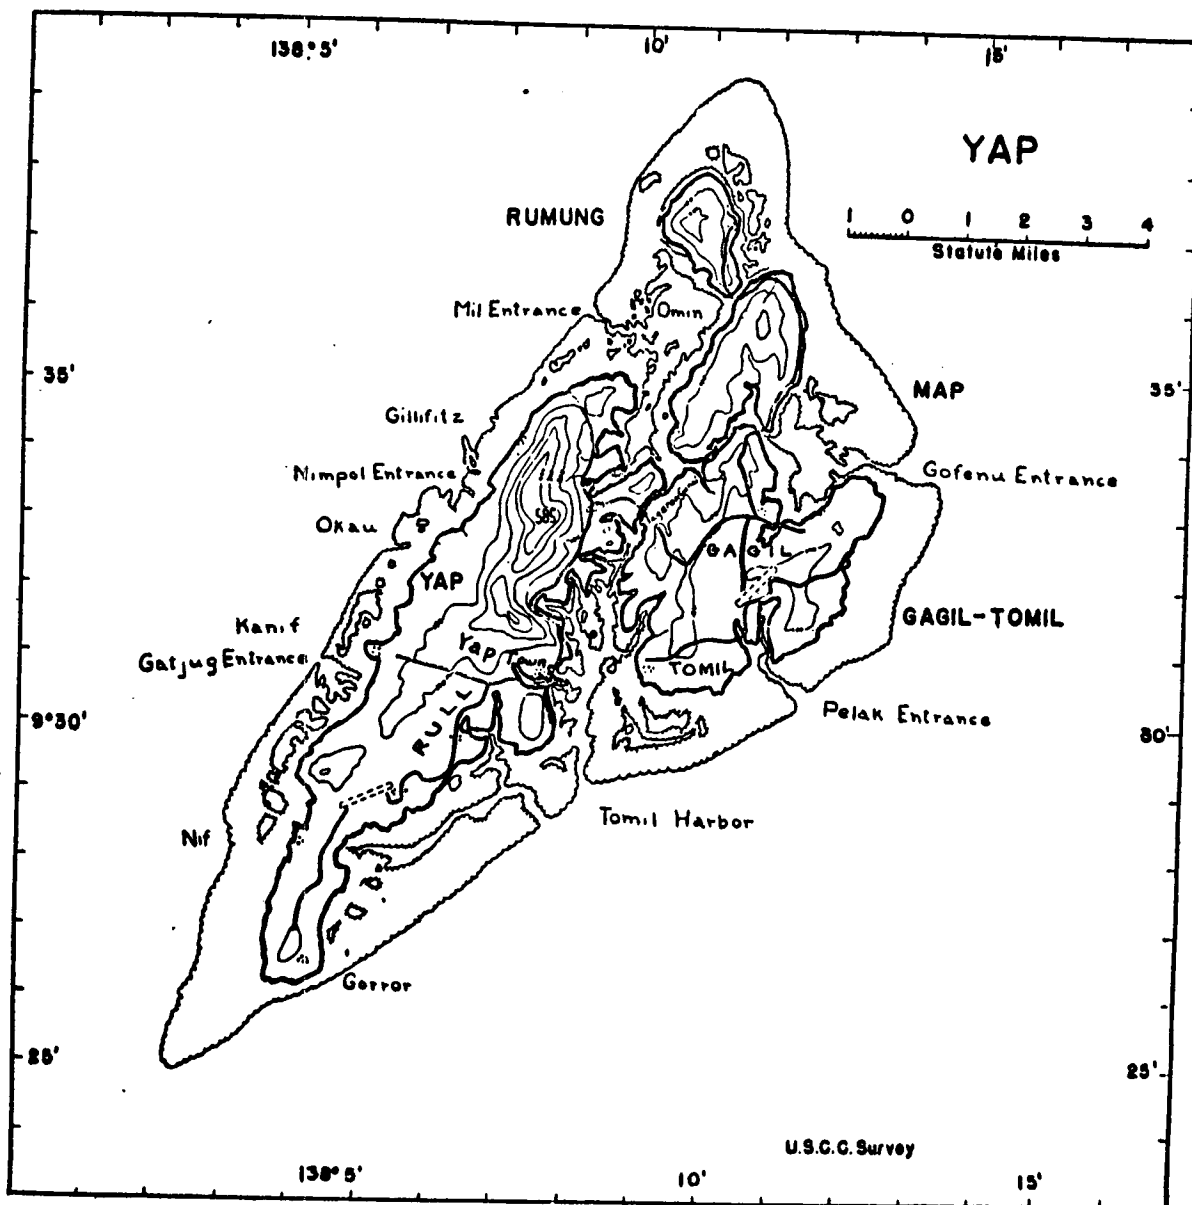 138°5' 10' 15'
YAP
1 0 1 2 3 4
Statute Miles
RUMUNG
Mil Entrance
Omin
35' 35'
MAP
Gillifitz
Nimpol Entrance
Gofenu Entrance
Okau
585
GAGIL
YAP
GAGIL-TOMIL
Kanif
Yap Town
Gatjug Entrance
TOMIL
RULL
9°30' 30'
Pelak Entrance
Tomil Harbor
Nif
Gorror
25' 25'
U.S.C.C. Survey
138°5' 10' 15'